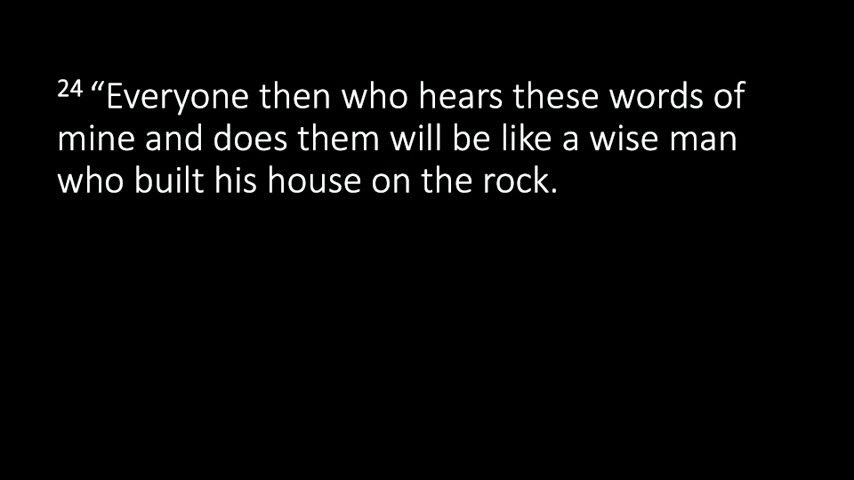 24 “Everyone then who hears these words of
mine and does them will be like a wise man
who built his house on the rock.